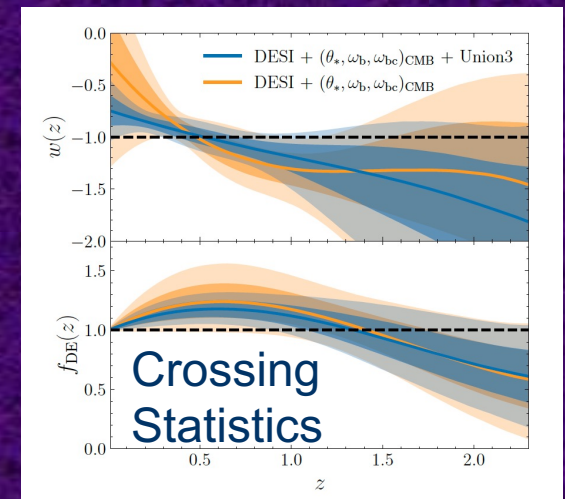 DESI + (θ*, ωb, ωbc)CMB + Union3
DESI + (θ*, ωb, ωbc)CMB
w(z)
0.0
−0.5
−1.0
−1.5
−2.0
fDE(z)
1.5
1.0
0.5
0.0
Crossing
Statistics
0.5 1.0 1.5 2.0
z